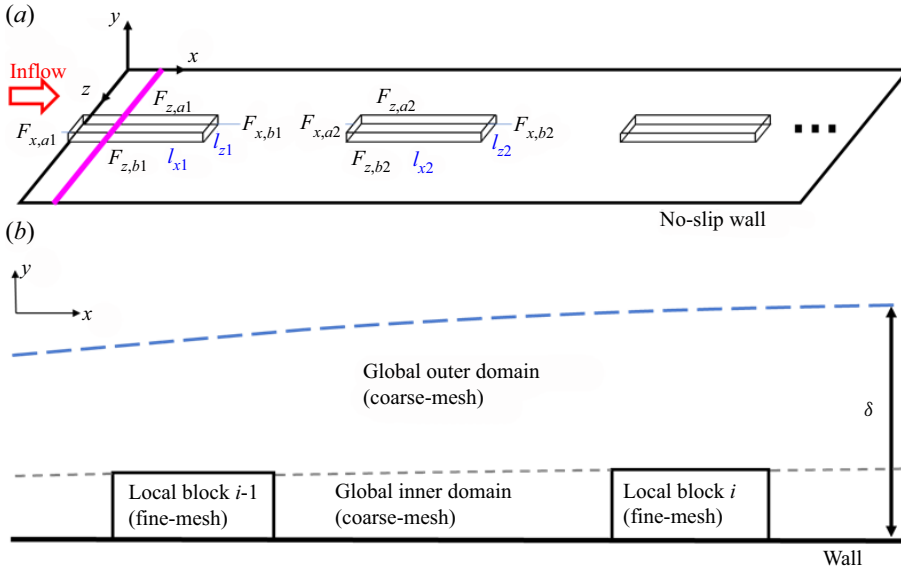 (a)
y
x
Inflow
z
F_{z,a1}
F_{z,a2}
F_{x,a1}
F_{x,b1}
F_{x,a2}
F_{x,b2}
l_{z1}
l_{z2}
F_{z,b1}
l_{x1}
F_{z,b2}
l_{x2}
No-slip wall
(b)
y
x
Global outer domain
(coarse-mesh)
δ
Local block i-1
(fine-mesh)
Global inner domain
(coarse-mesh)
Local block i
(fine-mesh)
Wall